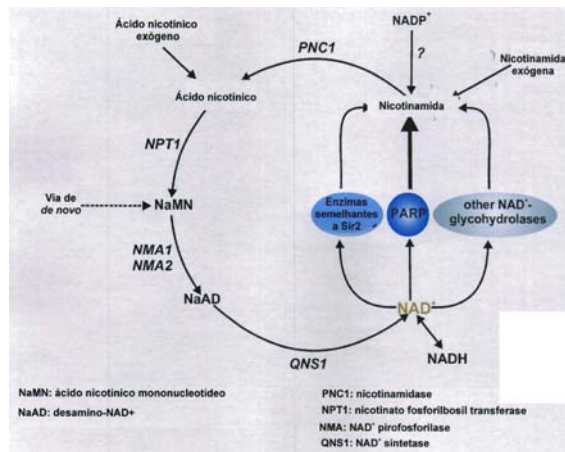 Ácido nicotínico
exógeno
NADP+
PNC1
?
Nicotinamida
exógena
Ácido nicotínico
Nicotinamida
NPT1
Via de
de novo
NaMN
Enzimas
semelhantes
a Sir2
PARP
other NAD+-
glycohydrolases
NMA1
NMA2
NaAD
NAD+
QNS1
NADH
NaMN: ácido nicotínico mononucleotídeo
NaAD: desamino-NAD+
PNC1: nicotinamidase
NPT1: nicotinato fosforilbosil transferase
NMA: NAD+ pirofosforilase
QNS1: NAD+ sintetase